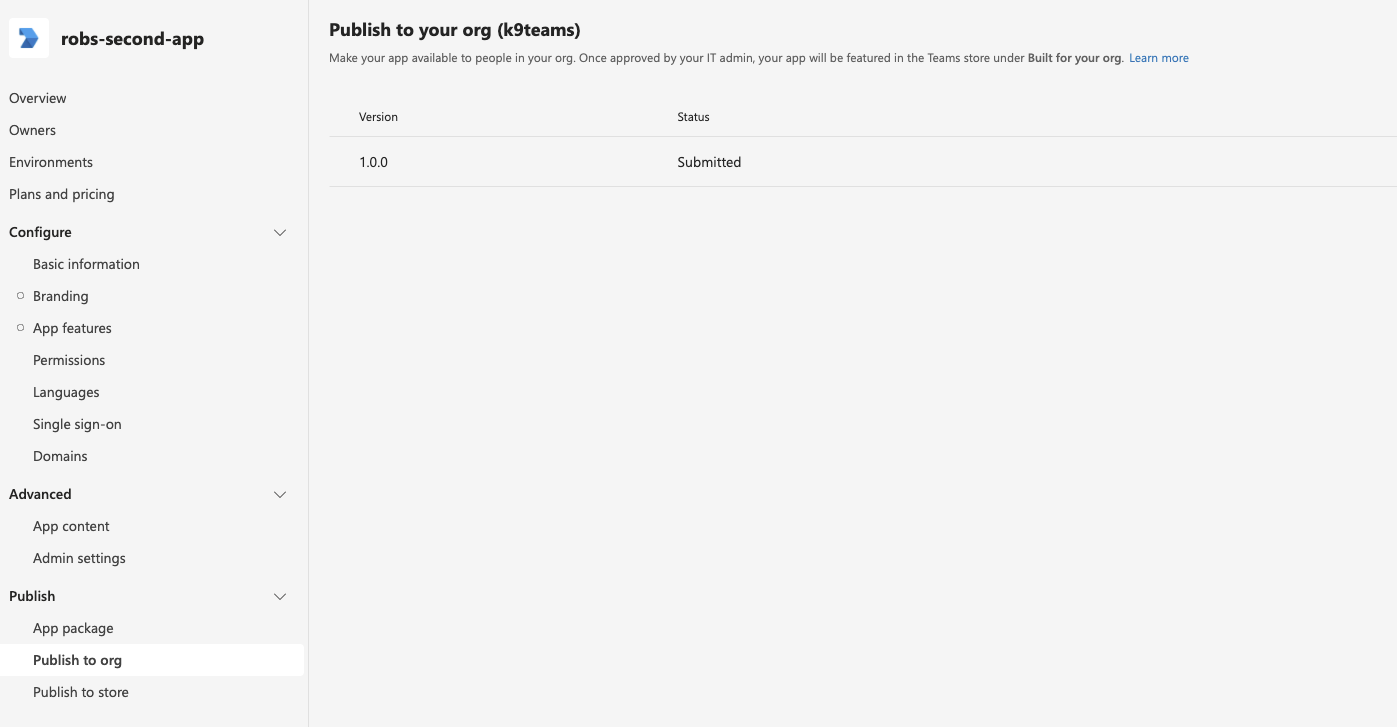 robs-second-app
Overview
Owners
Environments
Plans and pricing
Configure
Basic information
Branding
App features
Permissions
Languages
Single sign-on
Domains
Advanced
App content
Admin settings
Publish
App package
Publish to org
Publish to store
Publish to your org (k9teams)
Make your app available to people in your org. Once approved by your IT admin, your app will be featured in the Teams store under Built for your org. Learn more
Version Status
1.0.0 Submitted